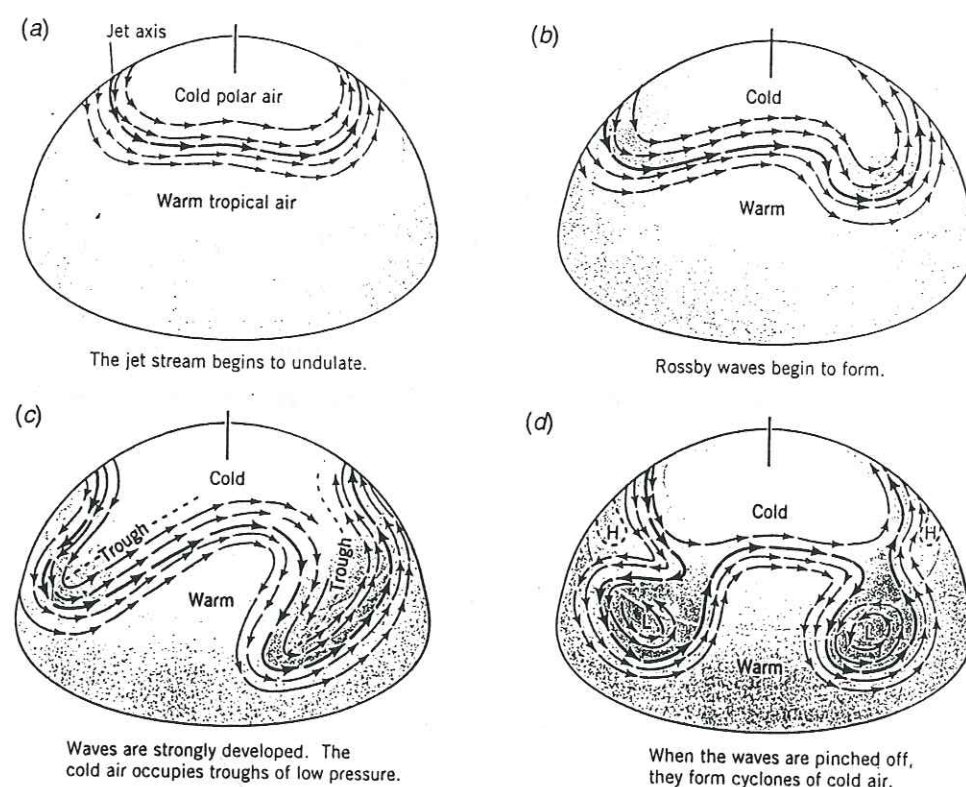 (a)
Jet axis
Cold polar air
Warm tropical air
The jet stream begins to undulate.
(b)
Cold
Warm
Rossby waves begin to form.
(c)
Cold
Trough
Trough
Warm
Waves are strongly developed. The
cold air occupies troughs of low pressure.
(d)
Cold
H
H
L
L
Warm
When the waves are pinched off,
they form cyclones of cold air.